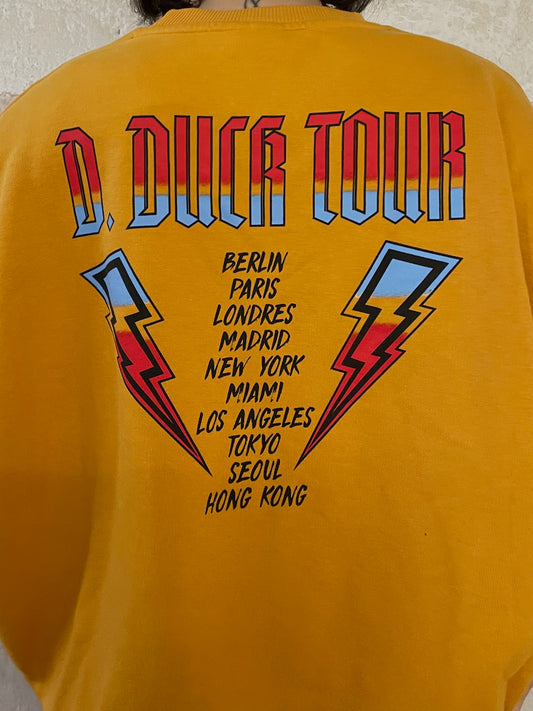 D. DUCK TOUR
BERLIN
PARIS
LONDRES
MADRID
NEW YORK
MIAMI
LOS ANGELES
TOKYO
SEOUL
HONG KONG